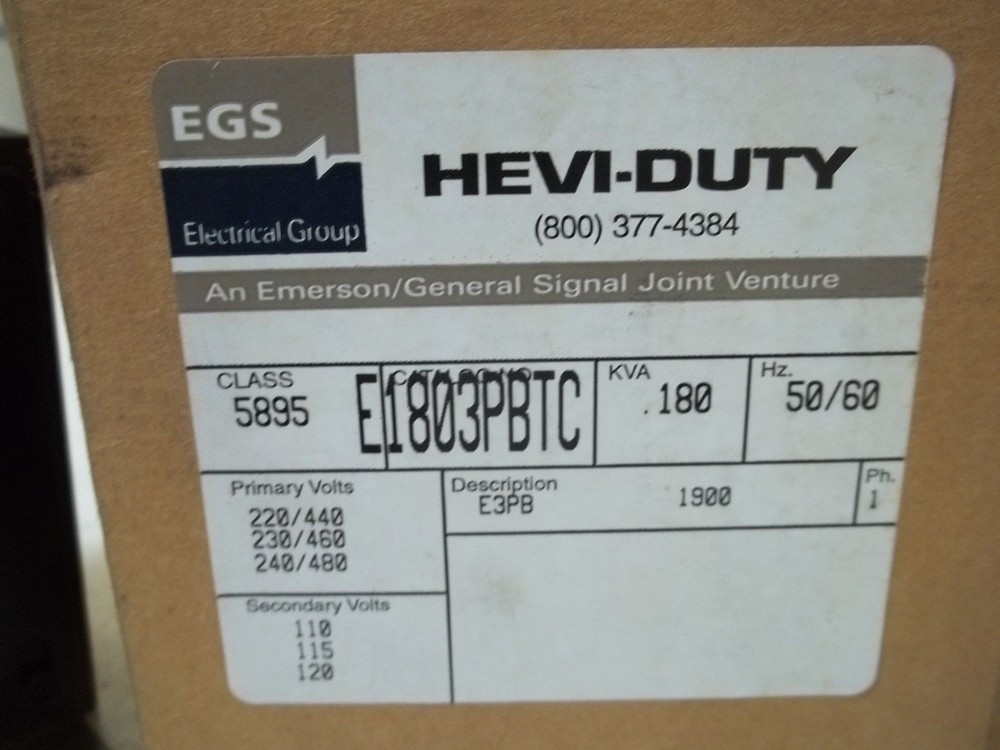 EGS
Electrical Group
HEVI-DUTY
(800) 377-4384
An Emerson/General Signal Joint Venture
CLASS
5895
CATALOG NO.
E1803PBTC
KVA
.180
Hz.
50/60
Primary Volts
220/440
230/460
240/480
Description
E3PB 1900
Ph.
1
Secondary Volts
110
115
120